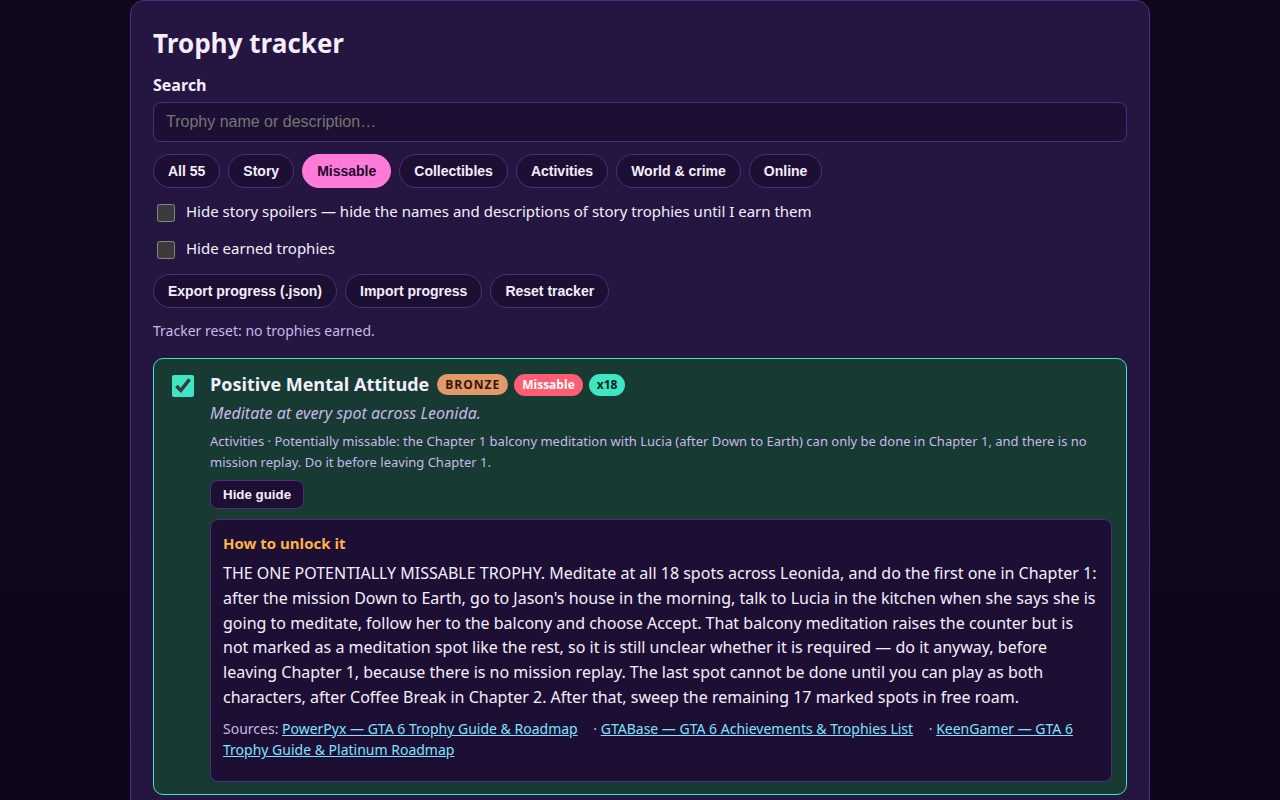 Trophy tracker
Search
Trophy name or description…
All 55 Story Missable Collectibles Activities World & crime Online
Hide story spoilers — hide the names and descriptions of story trophies until I earn them
Hide earned trophies
Export progress (.json) Import progress Reset tracker
Tracker reset: no trophies earned.
Positive Mental Attitude BRONZE Missable x18
Meditate at every spot across Leonida.
Activities · Potentially missable: the Chapter 1 balcony meditation with Lucia (after Down to Earth) can only be done in Chapter 1, and there is no
mission replay. Do it before leaving Chapter 1.
Hide guide
How to unlock it
THE ONE POTENTIALLY MISSABLE TROPHY. Meditate at all 18 spots across Leonida, and do the first one in Chapter 1:
after the mission Down to Earth, go to Jason's house in the morning, talk to Lucia in the kitchen when she says she is
going to meditate, follow her to the balcony and choose Accept. That balcony meditation raises the counter but is
not marked as a meditation spot like the rest, so it is still unclear whether it is required — do it anyway, before
leaving Chapter 1, because there is no mission replay. The last spot cannot be done until you can play as both
characters, after Coffee Break in Chapter 2. After that, sweep the remaining 17 marked spots in free roam.
Sources: PowerPyx — GTA 6 Trophy Guide & Roadmap · GTABase — GTA 6 Achievements & Trophies List · KeenGamer — GTA 6
Trophy Guide & Platinum Roadmap